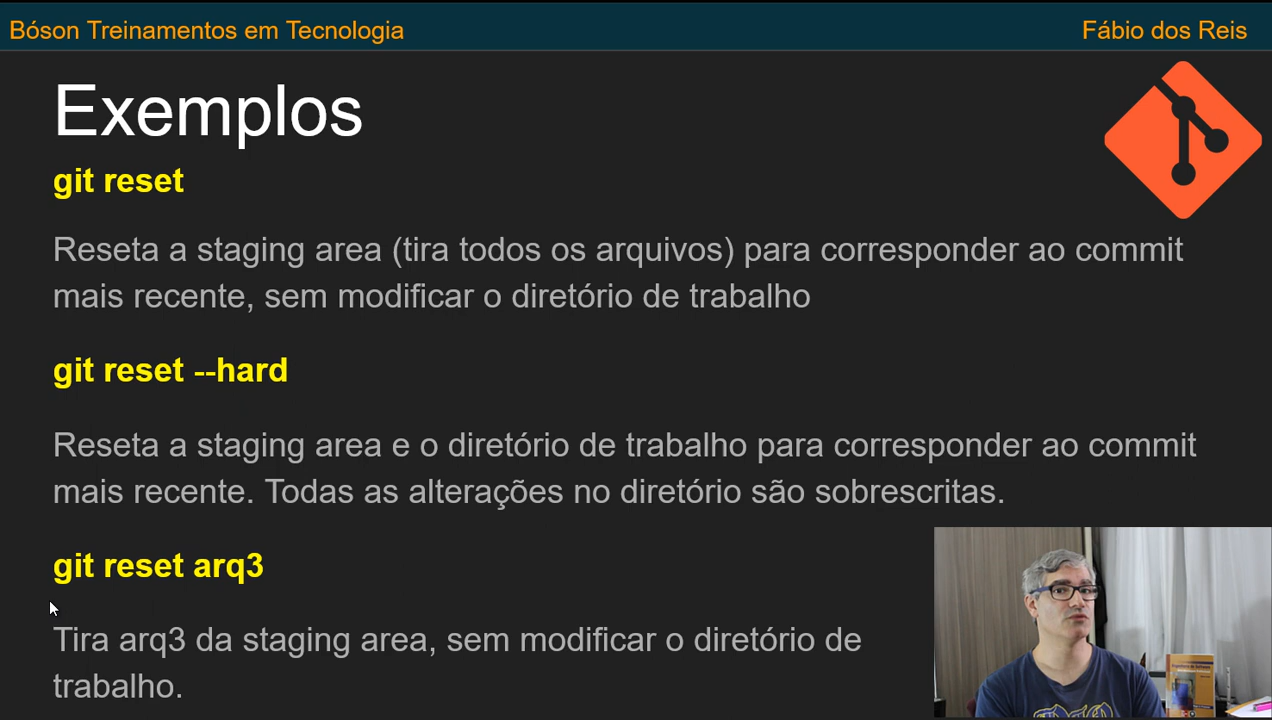 Bóson Treinamentos em Tecnologia
Fábio dos Reis
Exemplos
git reset
Reseta a staging area (tira todos os arquivos) para corresponder ao commit
mais recente, sem modificar o diretório de trabalho
git reset --hard
Reseta a staging area e o diretório de trabalho para corresponder ao commit
mais recente. Todas as alterações no diretório são sobrescritas.
git reset arq3
Tira arq3 da staging area, sem modificar o diretório de
trabalho.